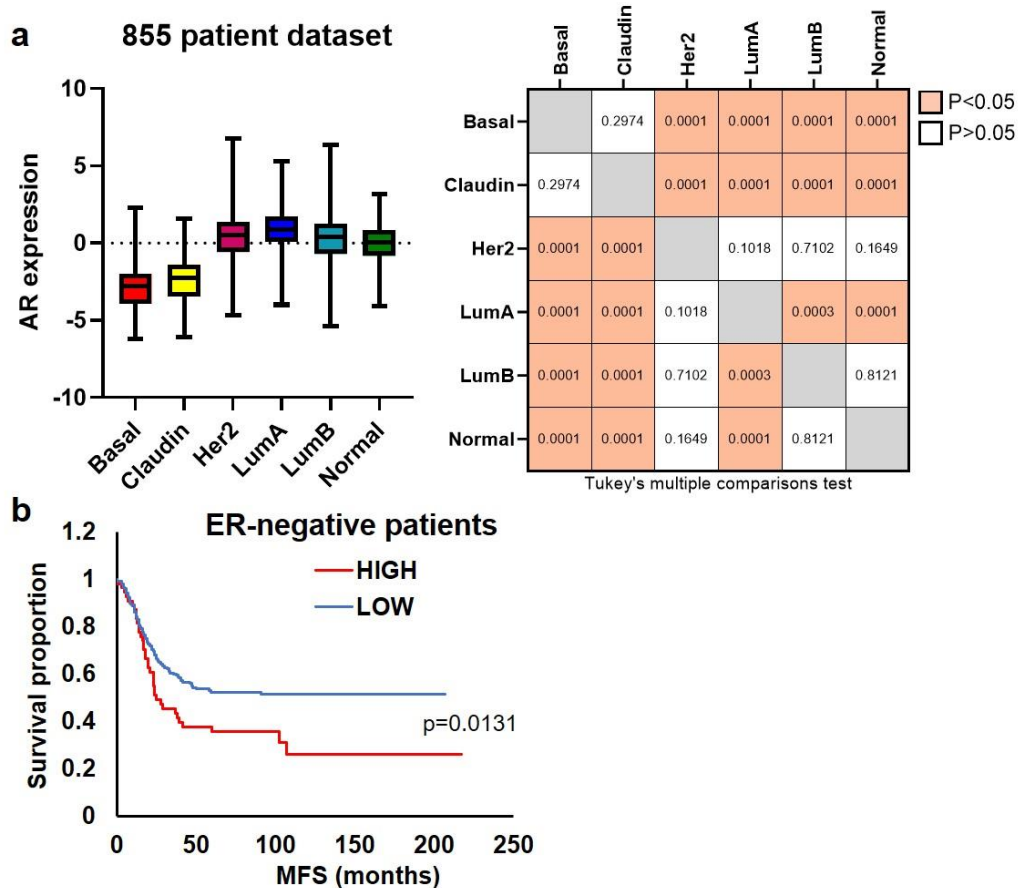 a
855 patient dataset
AR expression
10
5
0
-5
-10
Basal
Claudin
Her2
LumA
LumB
Normal
Basal
Claudin
Her2
LumA
LumB
Normal
P<0.05
P>0.05
Basal 0.2974 0.0001 0.0001 0.0001 0.0001
Claudin 0.2974 0.0001 0.0001 0.0001 0.0001
Her2 0.0001 0.0001 0.1018 0.7102 0.1649
LumA 0.0001 0.0001 0.1018 0.0003 0.0001
LumB 0.0001 0.0001 0.7102 0.0003 0.8121
Normal 0.0001 0.0001 0.1649 0.0001 0.8121
Tukey's multiple comparisons test
b
ER-negative patients
HIGH
LOW
Survival proportion
1.2
1
0.8
0.6
0.4
0.2
0
p=0.0131
0 50 100 150 200 250
MFS (months)